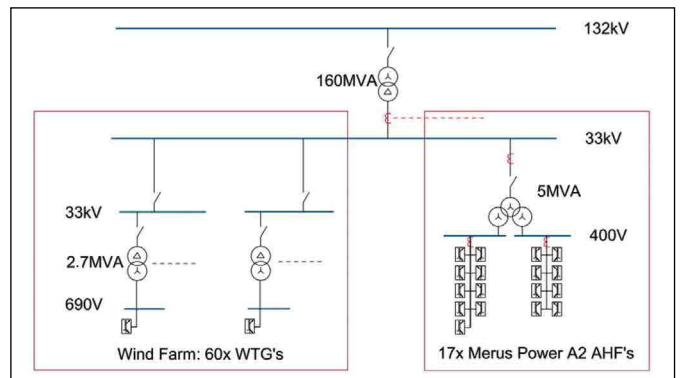 132kV
160MVA
33kV
5MVA
33kV
400V
2.7MVA
690V
Wind Farm: 60x WTG's
17x Merus Power A2 AHF's